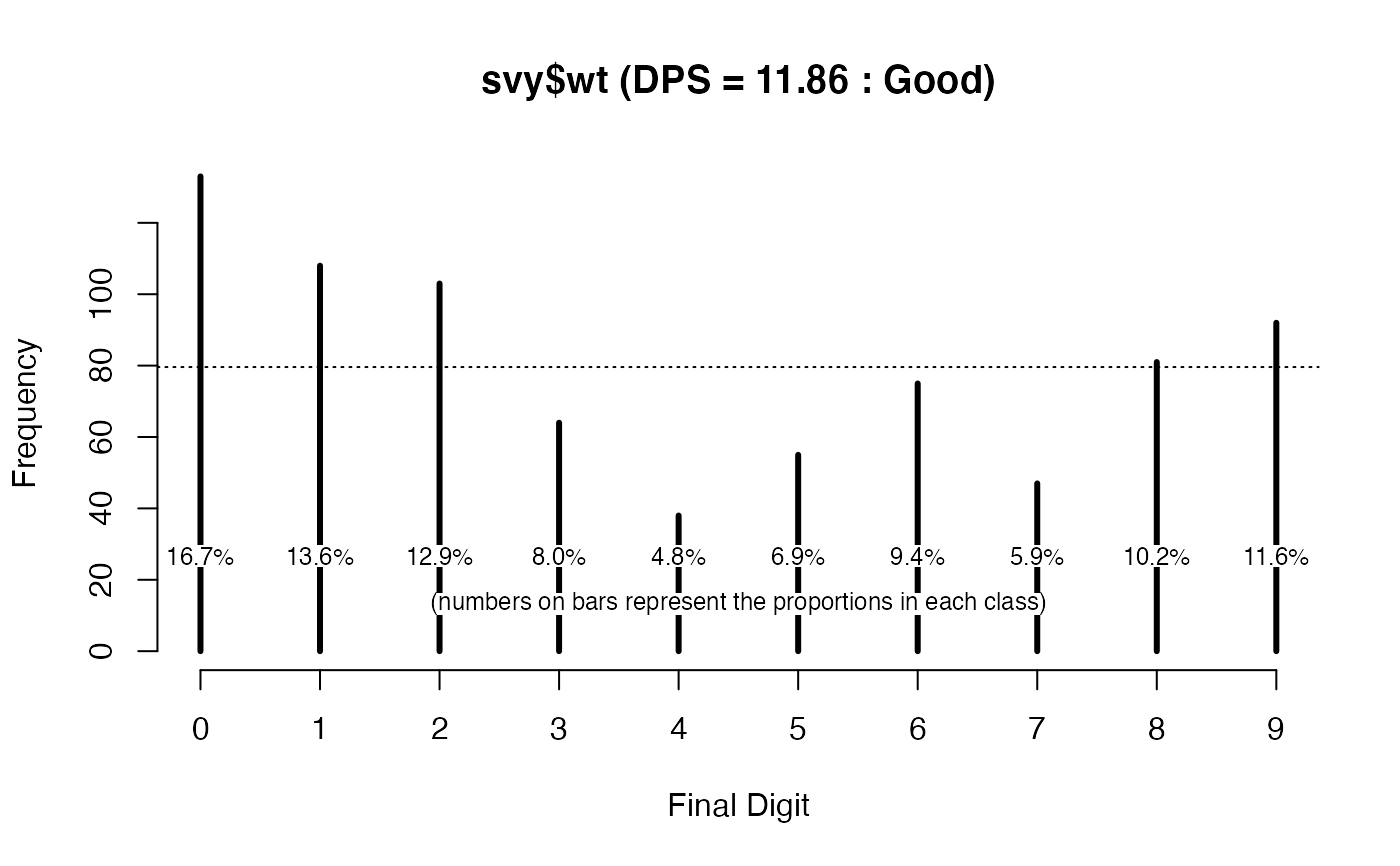 svy$wt (DPS = 11.86 : Good)
Frequency
100
80
60
40
20
0
16.7% 13.6% 12.9% 8.0% 4.8% 6.9% 9.4% 5.9% 10.2% 11.6%
(numbers on bars represent the proportions in each class)
0 1 2 3 4 5 6 7 8 9
Final Digit